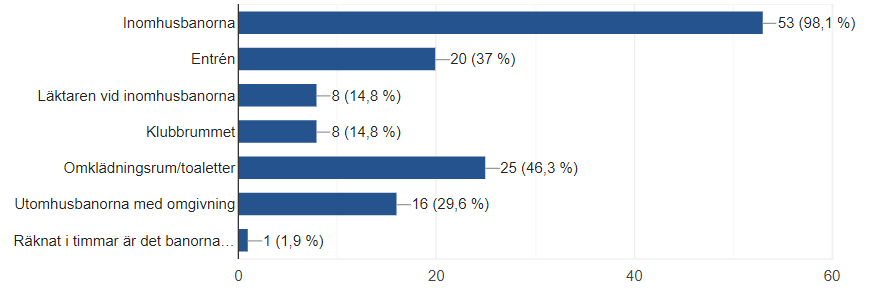 Inomhusbanorna 53 (98,1 %)
Entrén 20 (37 %)
Läktaren vid inomhusbanorna 8 (14,8 %)
Klubbrummet 8 (14,8 %)
Omklädningsrum/toaletter 25 (46,3 %)
Utomhusbanorna med omgivning 16 (29,6 %)
Räknat i timmar är det banorna… 1 (1,9 %)
0 20 40 60